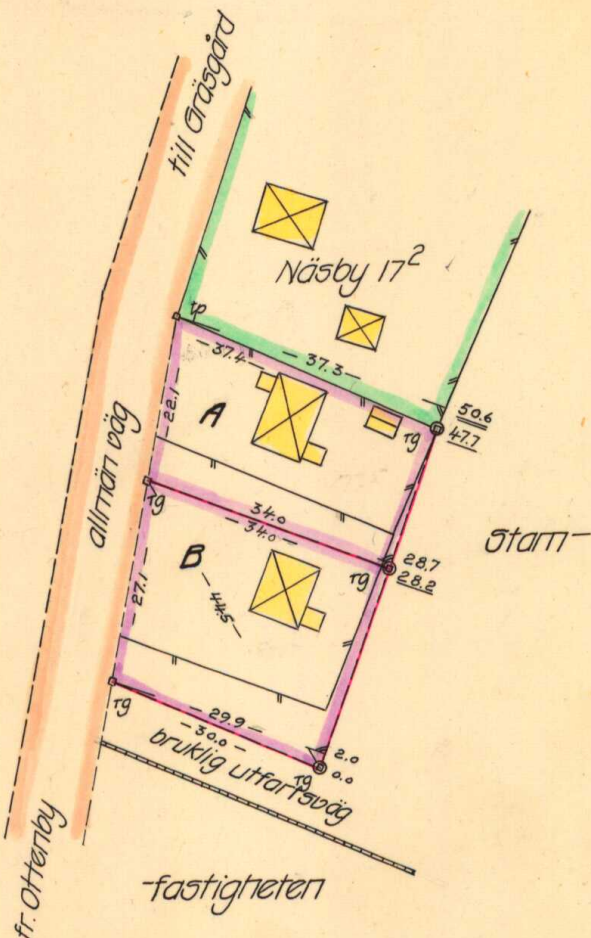 till Gräsgård
Näsby 17²
tp
37.4
37.3
50.6
47.7
Tg
22.1
A
allmän väg
Tg
34.0
34.0
Stam-
28.7
28.2
Tg
B
44.5
27.1
Tg
29.9
30.0
2.0
0.0
Tg
bruklig utfartsväg
fr. Ottenby
-fastigheten